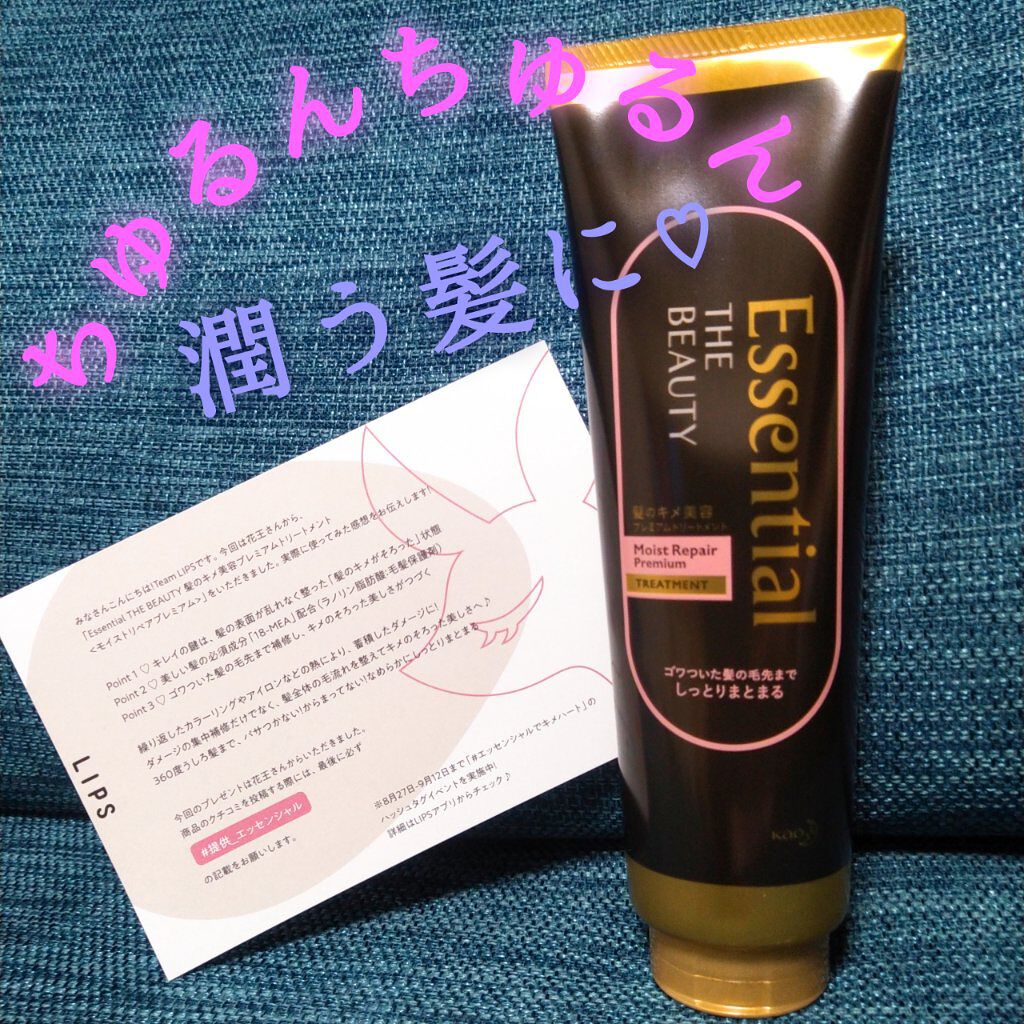 ちゅるんちゅるん
潤う髪に♡
Essential
THE
BEAUTY
髪のキメ美容
プレミアムトリートメント
Moist Repair
Premium
TREATMENT
ゴワついた髪の毛先まで
しっとりまとまる
Kao
みなさんこんにちは!Team LIPSです。今回は花王さんから、
「Essential THE BEAUTY 髪のキメ美容プレミアムトリートメント
<モイストリペアプレミアム>」をいただきました。実際に使ってみた感想をお伝えします!
Point 1 ♡ キレイの鍵は、髪の表面が乱れなく整った「髪のキメがそろった」状態
Point 2 ♡ 美しい髪の必須成分「18-MEA」配合(ラノリン脂肪酸:毛髪保護剤)
Point 3 ♡ ゴワついた髪の毛先まで補修し、キメのそろった美しさがつづく
繰り返したカラーリングやアイロンなどの熱により、蓄積したダメージに!
ダメージの集中補修だけでなく、髪全体の毛流れを整えてキメのそろった美しさへ♪
360度うしろ髪まで、パサつかない!からまってない!なめらかにしっとりまとまる
今回のプレゼントは花王さんからいただきました。
商品のクチコミを投稿する際には、最後に必ず
#提供_エッセンシャル
の記載をお願いします。
※8月27日-9月12日まで「#エッセンシャルでキメハート」の
ハッシュタグイベントを実施中!
詳細はLIPSアプリからチェック♪
LIPS